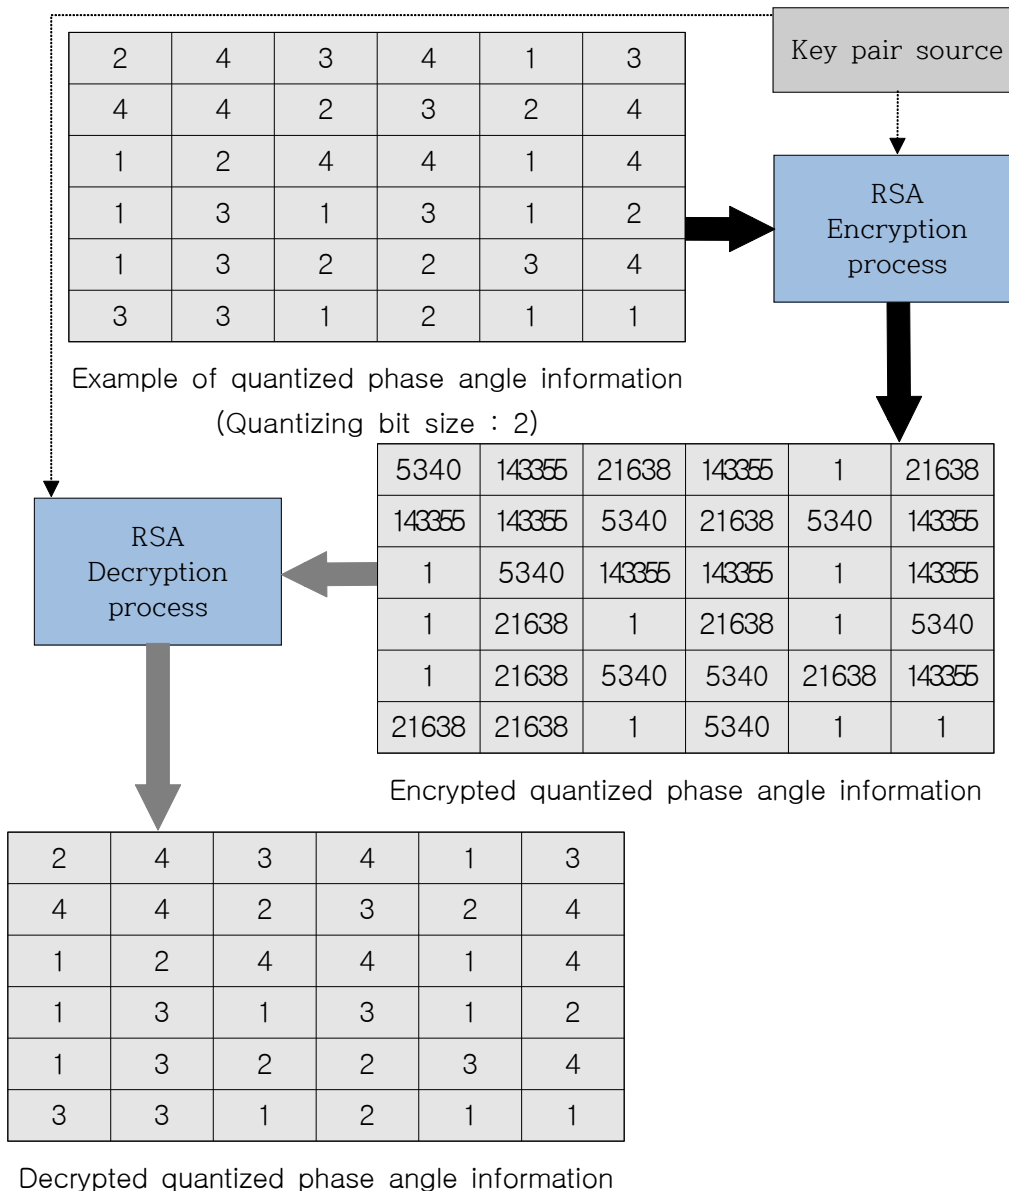 Key pair source
2 4 3 4 1 3
4 4 2 3 2 4
1 2 4 4 1 4
1 3 1 3 1 2
1 3 2 2 3 4
3 3 1 2 1 1
RSA
Encryption
process
Example of quantized phase angle information
(Quantizing bit size : 2)
5340 143355 21638 143355 1 21638
143355 143355 5340 21638 5340 143355
1 5340 143355 143355 1 143355
1 21638 1 21638 1 5340
1 21638 5340 5340 21638 143355
21638 21638 1 5340 1 1
RSA
Decryption
process
Encrypted quantized phase angle information
2 4 3 4 1 3
4 4 2 3 2 4
1 2 4 4 1 4
1 3 1 3 1 2
1 3 2 2 3 4
3 3 1 2 1 1
Decrypted quantized phase angle information